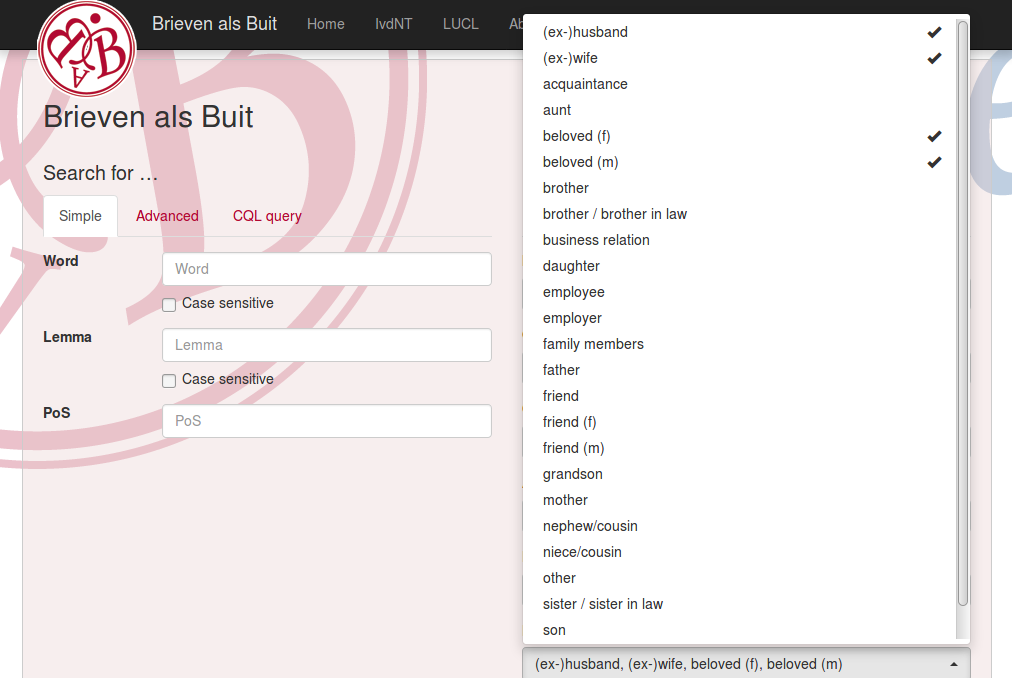 Brieven als Buit
Home
IvdNT
LUCL
Brieven als Buit
Search for …
Simple
Advanced
CQL query
Word
Word
Case sensitive
Lemma
Lemma
Case sensitive
PoS
PoS
(ex-)husband
(ex-)wife
acquaintance
aunt
beloved (f)
beloved (m)
brother
brother / brother in law
business relation
daughter
employee
employer
family members
father
friend
friend (f)
friend (m)
grandson
mother
nephew/cousin
niece/cousin
other
sister / sister in law
son
(ex-)husband, (ex-)wife, beloved (f), beloved (m)